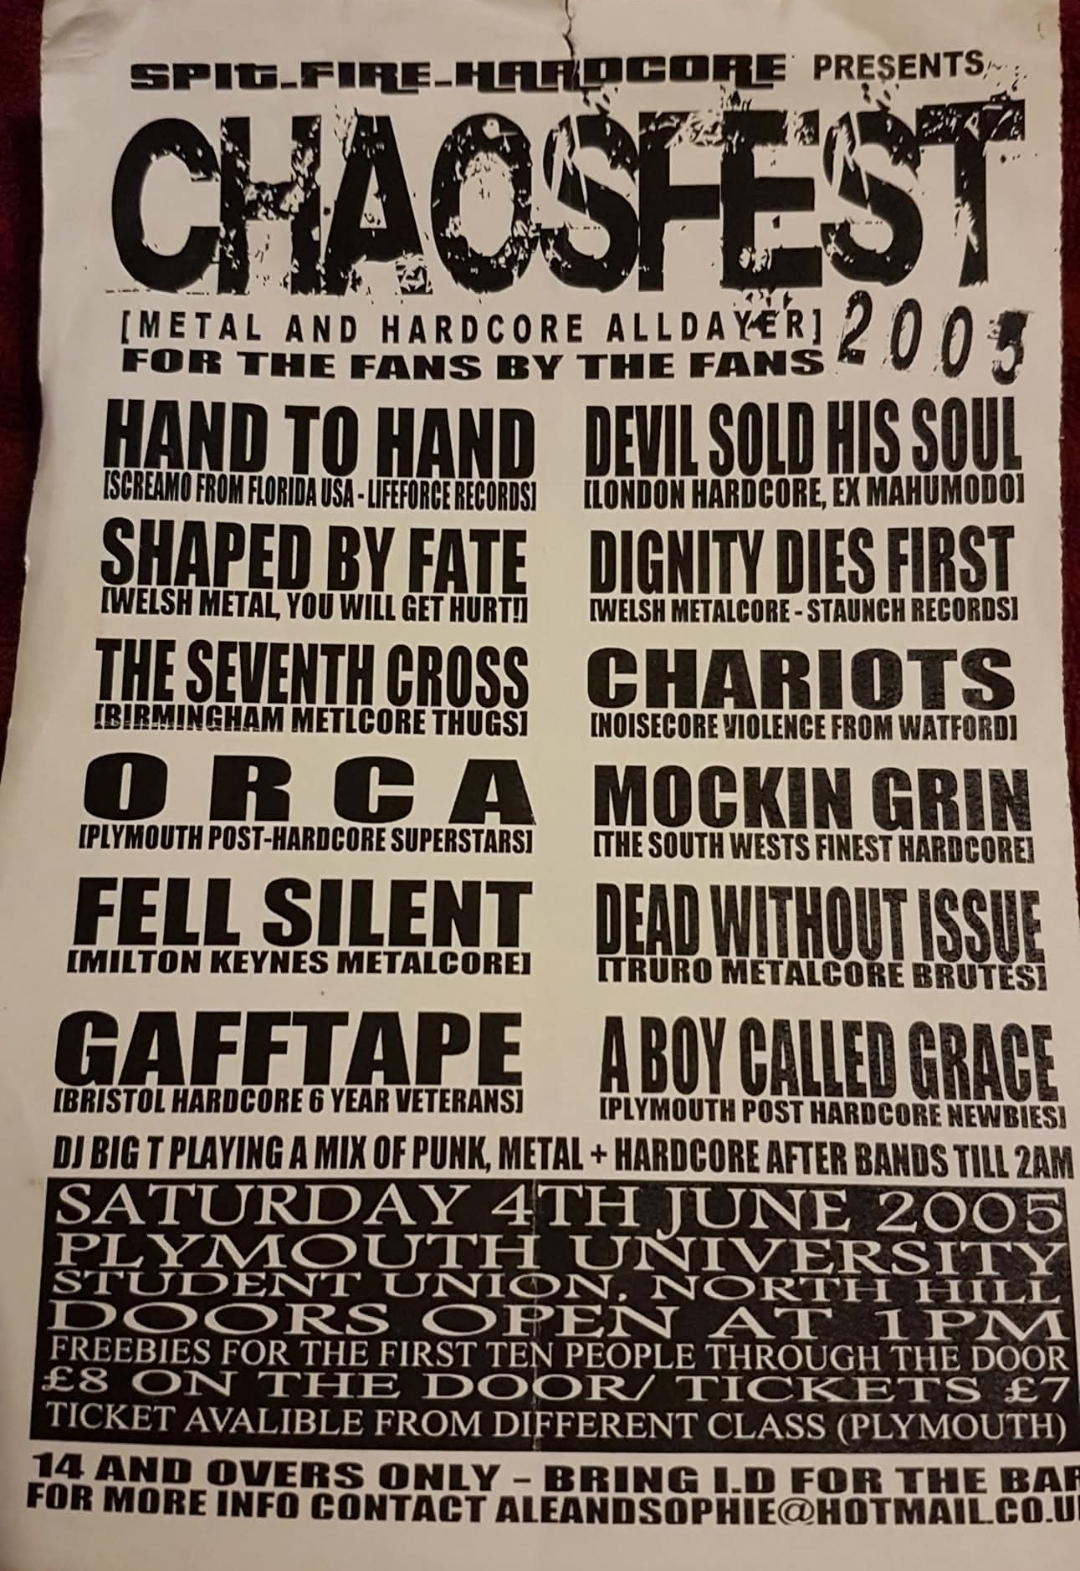 SPIT-FIRE-HARDCORE PRESENTS
CHAOSFEST
[METAL AND HARDCORE ALLDAYER] 2005
FOR THE FANS BY THE FANS
HAND TO HAND
[SCREAMO FROM FLORIDA USA - LIFEFORCE RECORDS]
SHAPED BY FATE
[WELSH METAL, YOU WILL GET HURT!]
THE SEVENTH CROSS
[BIRMINGHAM METLCORE THUGS]
ORCA
[PLYMOUTH POST-HARDCORE SUPERSTARS]
FELL SILENT
[MILTON KEYNES METALCORE]
GAFFTAPE
[BRISTOL HARDCORE 6 YEAR VETERANS]
DEVIL SOLD HIS SOUL
[LONDON HARDCORE, EX MAHUMODO]
DIGNITY DIES FIRST
[WELSH METALCORE - STAUNCH RECORDS]
CHARIOTS
[NOISECORE VIOLENCE FROM WATFORD]
MOCKIN GRIN
[THE SOUTH WESTS FINEST HARDCORE]
DEAD WITHOUT ISSUE
[TRURO METALCORE BRUTES]
A BOY CALLED GRACE
[PLYMOUTH POST HARDCORE NEWBIES]
DJ BIG T PLAYING A MIX OF PUNK, METAL + HARDCORE AFTER BANDS TILL 2AM
SATURDAY 4TH JUNE 2005
PLYMOUTH UNIVERSITY
STUDENT UNION, NORTH HILL
DOORS OPEN AT 1PM
FREEBIES FOR THE FIRST TEN PEOPLE THROUGH THE DOOR
£8 ON THE DOOR/ TICKETS £7
TICKET AVALIBLE FROM DIFFERENT CLASS (PLYMOUTH)
14 AND OVERS ONLY - BRING I.D FOR THE BAR
FOR MORE INFO CONTACT ALEANDSOPHIE@HOTMAIL.CO.U